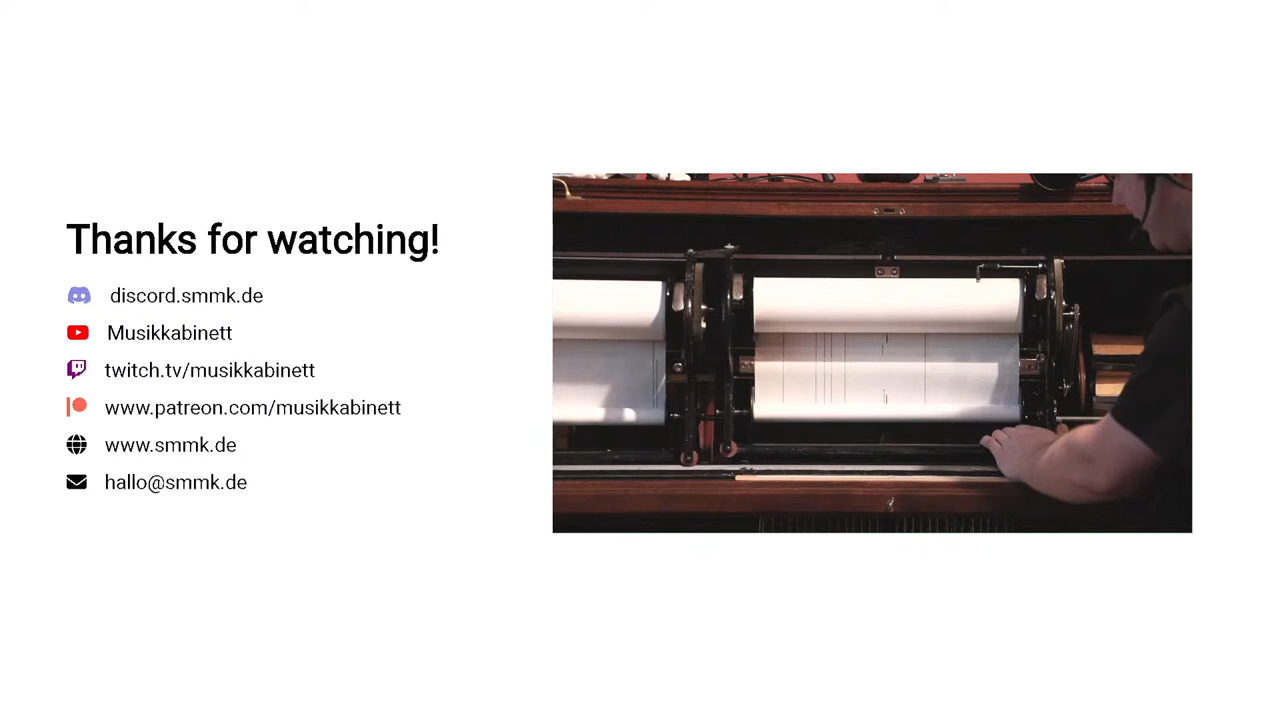 Thanks for watching!
discord.smmk.de
Musikkabinett
twitch.tv/musikkabinett
www.patreon.com/musikkabinett
www.smmk.de
hallo@smmk.de